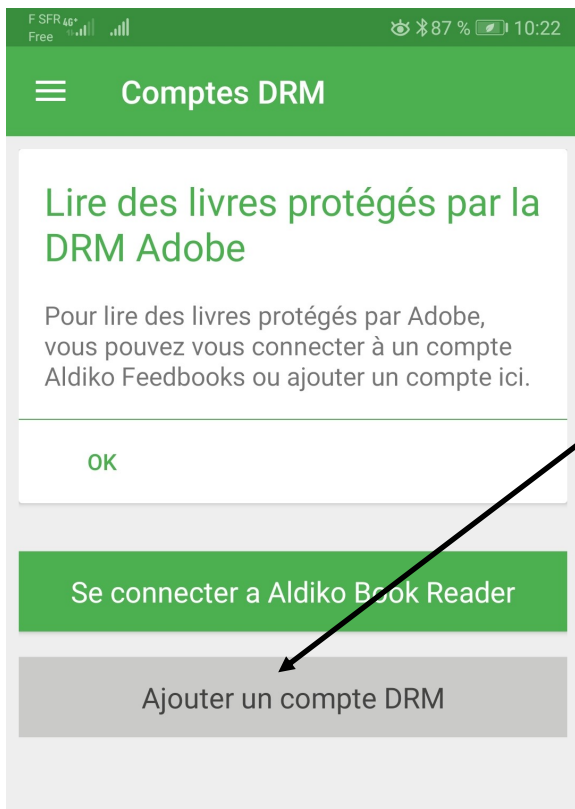 F SFR 4G+
Free
87 % 10:22
Comptes DRM
Lire des livres protégés par la
DRM Adobe
Pour lire des livres protégés par Adobe,
vous pouvez vous connecter à un compte
Aldiko Feedbooks ou ajouter un compte ici.
OK
Se connecter a Aldiko Book Reader
Ajouter un compte DRM